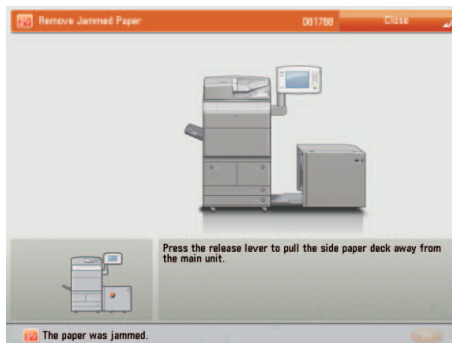 Remove Jammed Paper
Close
Press the release lever to pull the side paper deck away from
the main unit.
The paper was jammed.